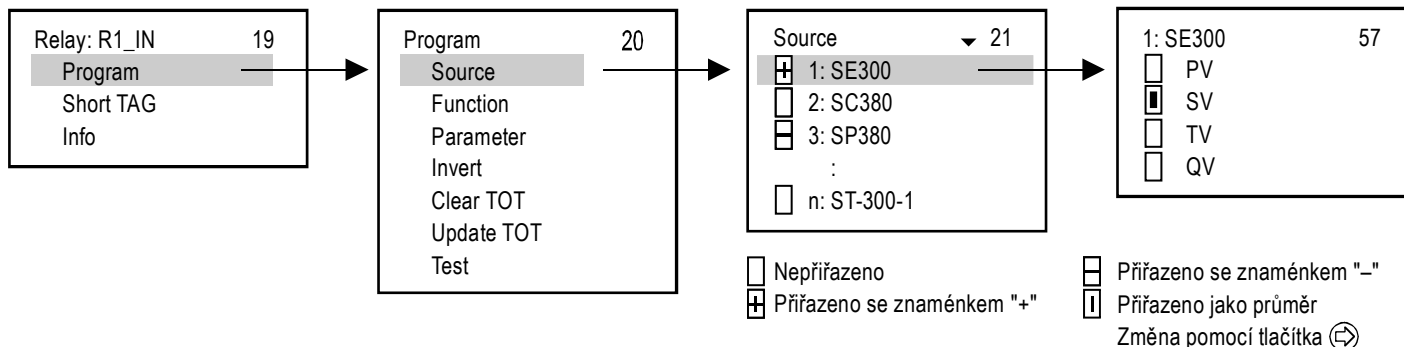 Relay: R1_IN 19
Program
Short TAG
Info
Program 20
Source
Function
Parameter
Invert
Clear TOT
Update TOT
Test
Source 21
1: SE300
2: SC380
3: SP380
:
n: ST-300-1
1: SE300 57
PV
SV
TV
QV
Nepřiřazeno
Přiřazeno se znaménkem "+"
Přiřazeno se znaménkem "–"
Přiřazeno jako průměr
Změna pomocí tlačítka